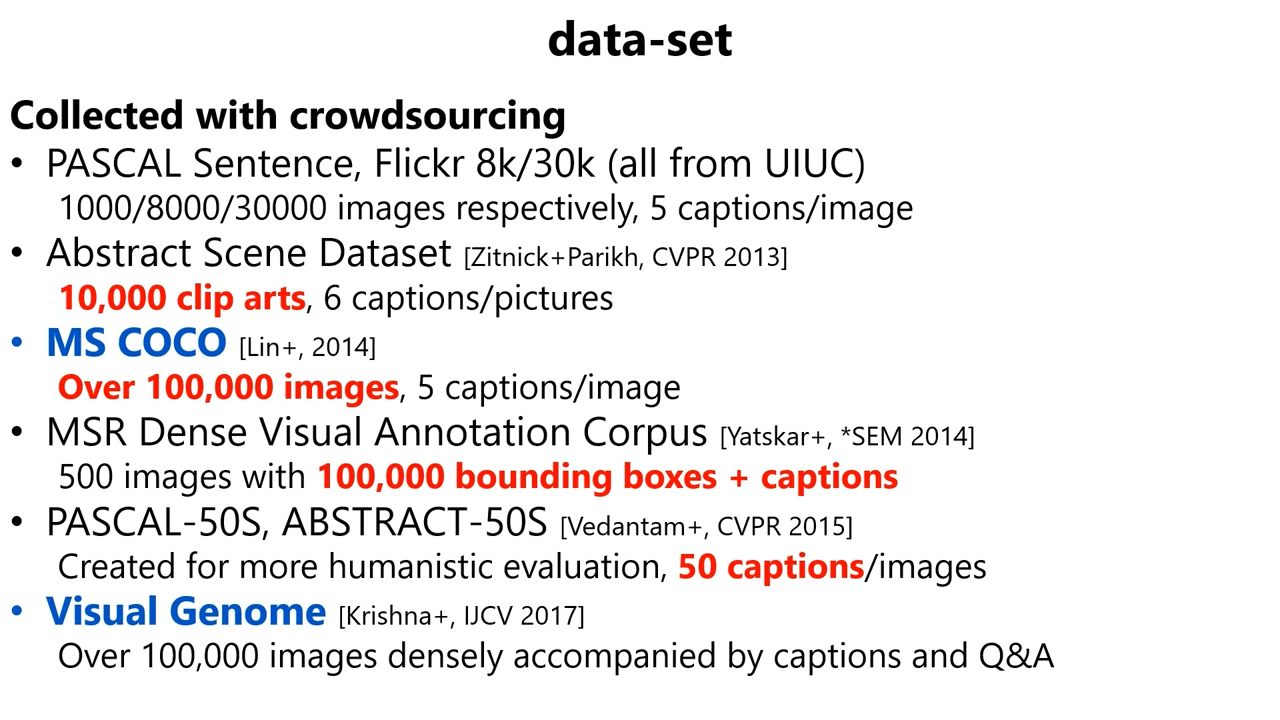 data-set
Collected with crowdsourcing
• PASCAL Sentence, Flickr 8k/30k (all from UIUC)
1000/8000/30000 images respectively, 5 captions/image
• Abstract Scene Dataset [Zitnick+Parikh, CVPR 2013]
10,000 clip arts, 6 captions/pictures
• MS COCO [Lin+, 2014]
Over 100,000 images, 5 captions/image
• MSR Dense Visual Annotation Corpus [Yatskar+, *SEM 2014]
500 images with 100,000 bounding boxes + captions
• PASCAL-50S, ABSTRACT-50S [Vedantam+, CVPR 2015]
Created for more humanistic evaluation, 50 captions/images
• Visual Genome [Krishna+, IJCV 2017]
Over 100,000 images densely accompanied by captions and Q&A